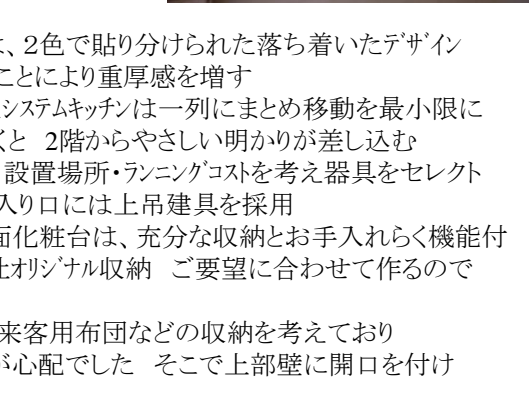 、2色で貼り分けられた落ち着いたﾃﾞｻﾞｲﾝ
ことにより重厚感を増す
ｼｽﾃﾑｷｯﾁﾝは一列にまとめ移動を最小限に
くと　2階からやさしい明かりが差し込む
設置場所・ﾗﾝﾆﾝｸﾞｺｽﾄを考え器具をセレクト
入り口には上吊建具を採用
面化粧台は、充分な収納とお手入れらく機能付
社ｵﾘｼﾞﾅﾙ収納　ご要望に合わせて作るので
来客用布団などの収納を考えており
が心配でした　そこで上部壁に開口を付け